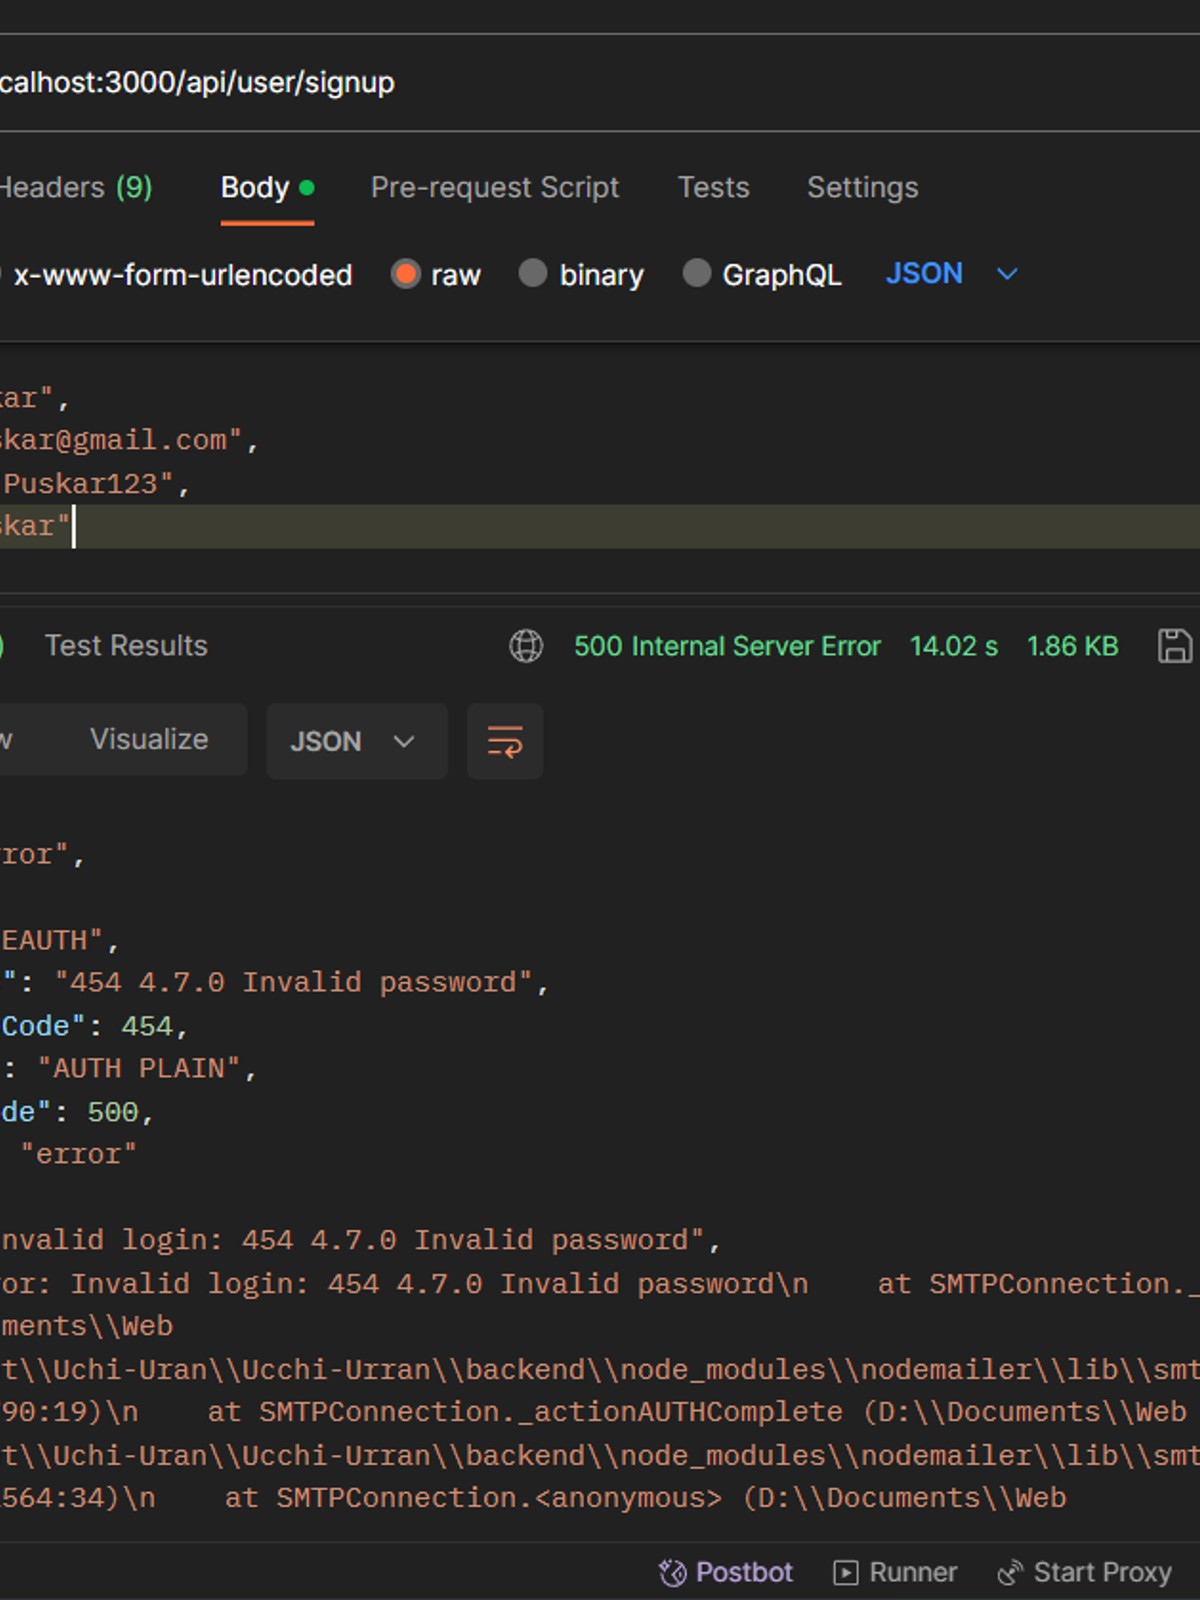 calhost:3000/api/user/signup
Headers (9) Body Pre-request Script Tests Settings
x-www-form-urlencoded raw binary GraphQL JSON
kar",
skar@gmail.com",
Puskar123",
skar"
) Test Results 500 Internal Server Error 14.02 s 1.86 KB
w Visualize JSON
ror",
EAUTH",
": "454 4.7.0 Invalid password",
Code": 454,
: "AUTH PLAIN",
de": 500,
"error"
nvalid login: 454 4.7.0 Invalid password",
or: Invalid login: 454 4.7.0 Invalid password\n    at SMTPConnection._
ments\\Web
t\\Uchi-Uran\\Ucchi-Urran\\backend\\node_modules\\nodemailer\\lib\\smt
90:19)\n    at SMTPConnection._actionAUTHComplete (D:\\Documents\\Web
t\\Uchi-Uran\\Ucchi-Urran\\backend\\node_modules\\nodemailer\\lib\\smt
564:34)\n    at SMTPConnection.<anonymous> (D:\\Documents\\Web
Postbot Runner Start Proxy